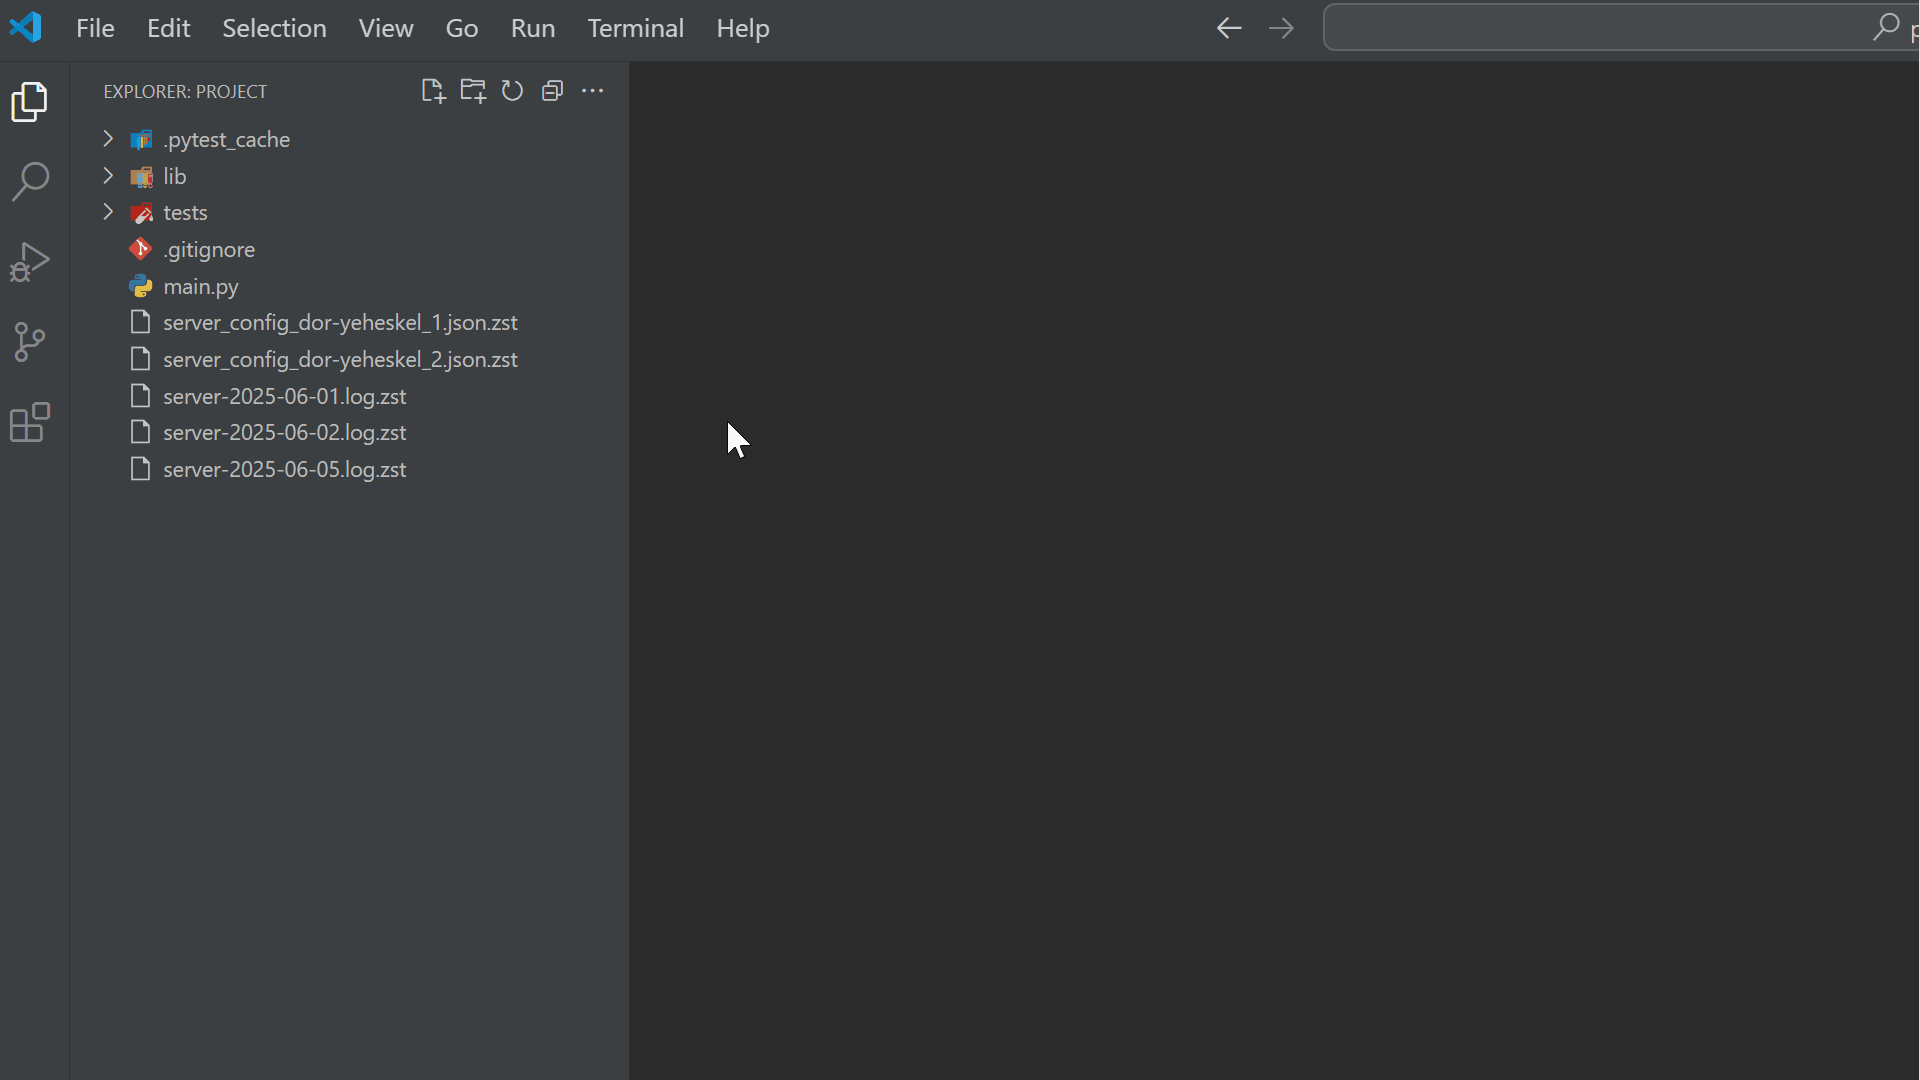 File Edit Selection View Go Run Terminal Help
EXPLORER: PROJECT
.pytest_cache
lib
tests
.gitignore
main.py
server_config_dor-yeheskel_1.json.zst
server_config_dor-yeheskel_2.json.zst
server-2025-06-01.log.zst
server-2025-06-02.log.zst
server-2025-06-05.log.zst